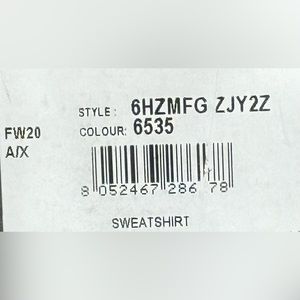 STYLE : 6HZMFG ZJY2Z
FW20 COLOUR: 6535
A/X
8 052467 286 78
SWEATSHIRT